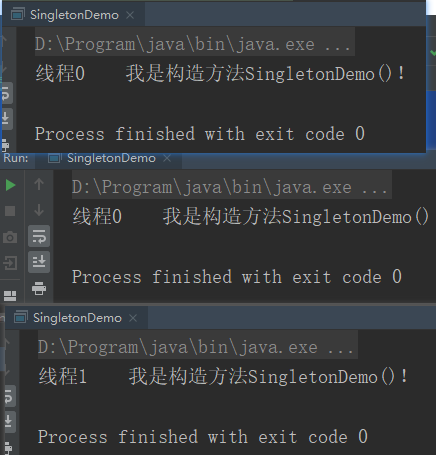 SingletonDemo
D:\Program\java\bin\java.exe ...
线程0 我是构造方法SingletonDemo()!
Process finished with exit code 0
Run: SingletonDemo
D:\Program\java\bin\java.exe ...
线程0 我是构造方法SingletonDemo()
Process finished with exit code 0
SingletonDemo
D:\Program\java\bin\java.exe ...
线程1 我是构造方法SingletonDemo()!
Process finished with exit code 0